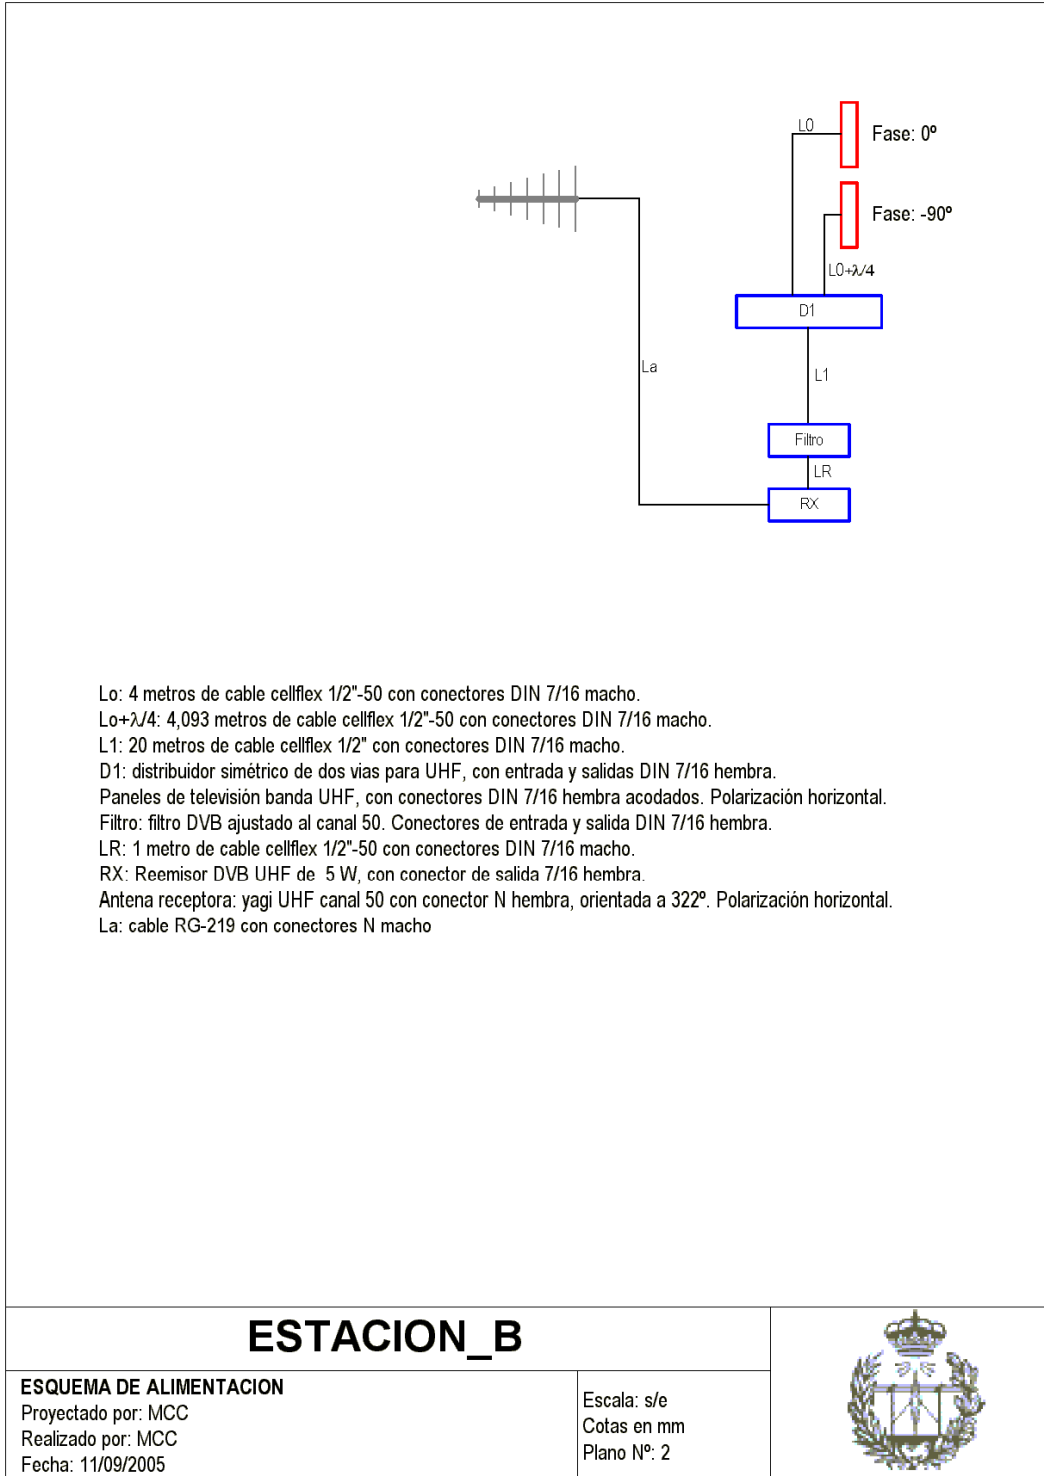 L0
Fase: 0º
Fase: -90º
L0+λ/4
D1
La
L1
Filtro
LR
RX
Lo: 4 metros de cable cellflex 1/2"-50 con conectores DIN 7/16 macho.
Lo+λ/4: 4,093 metros de cable cellflex 1/2"-50 con conectores DIN 7/16 macho.
L1: 20 metros de cable cellflex 1/2" con conectores DIN 7/16 macho.
D1: distribuidor simétrico de dos vias para UHF, con entrada y salidas DIN 7/16 hembra.
Paneles de televisión banda UHF, con conectores DIN 7/16 hembra acodados. Polarización horizontal.
Filtro: filtro DVB ajustado al canal 50. Conectores de entrada y salida DIN 7/16 hembra.
LR: 1 metro de cable cellflex 1/2"-50 con conectores DIN 7/16 macho.
RX: Reemisor DVB UHF de 5 W, con conector de salida 7/16 hembra.
Antena receptora: yagi UHF canal 50 con conector N hembra, orientada a 322º. Polarización horizontal.
La: cable RG-219 con conectores N macho
ESTACION_B
ESQUEMA DE ALIMENTACION
Proyectado por: MCC
Realizado por: MCC
Fecha: 11/09/2005
Escala: s/e
Cotas en mm
Plano Nº: 2